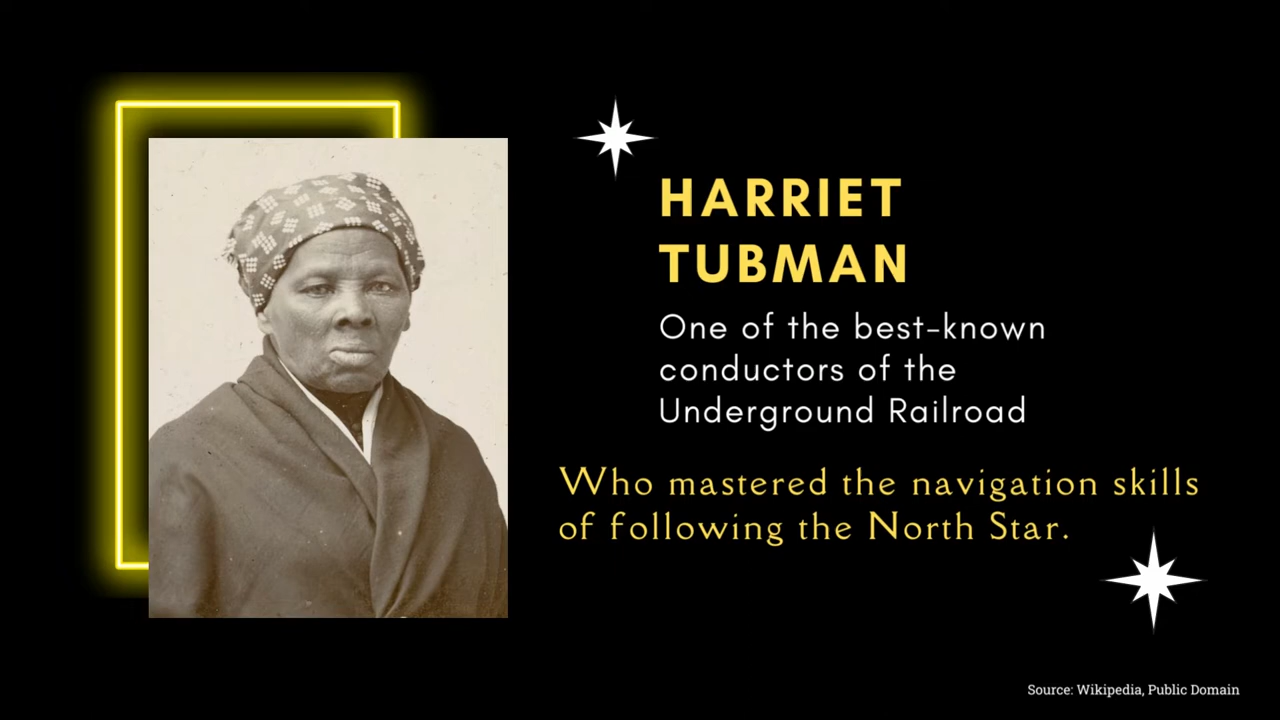 HARRIET
TUBMAN
One of the best-known
conductors of the
Underground Railroad
Who mastered the navigation skills
of following the North Star.
Source: Wikipedia, Public Domain